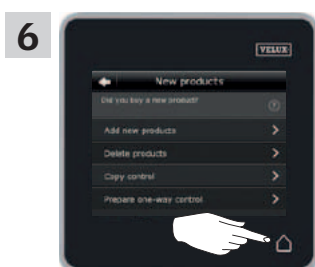 6
VELUX
New products
Did you buy a new product?
Add new products
Delete products
Copy control
Prepare one-way control